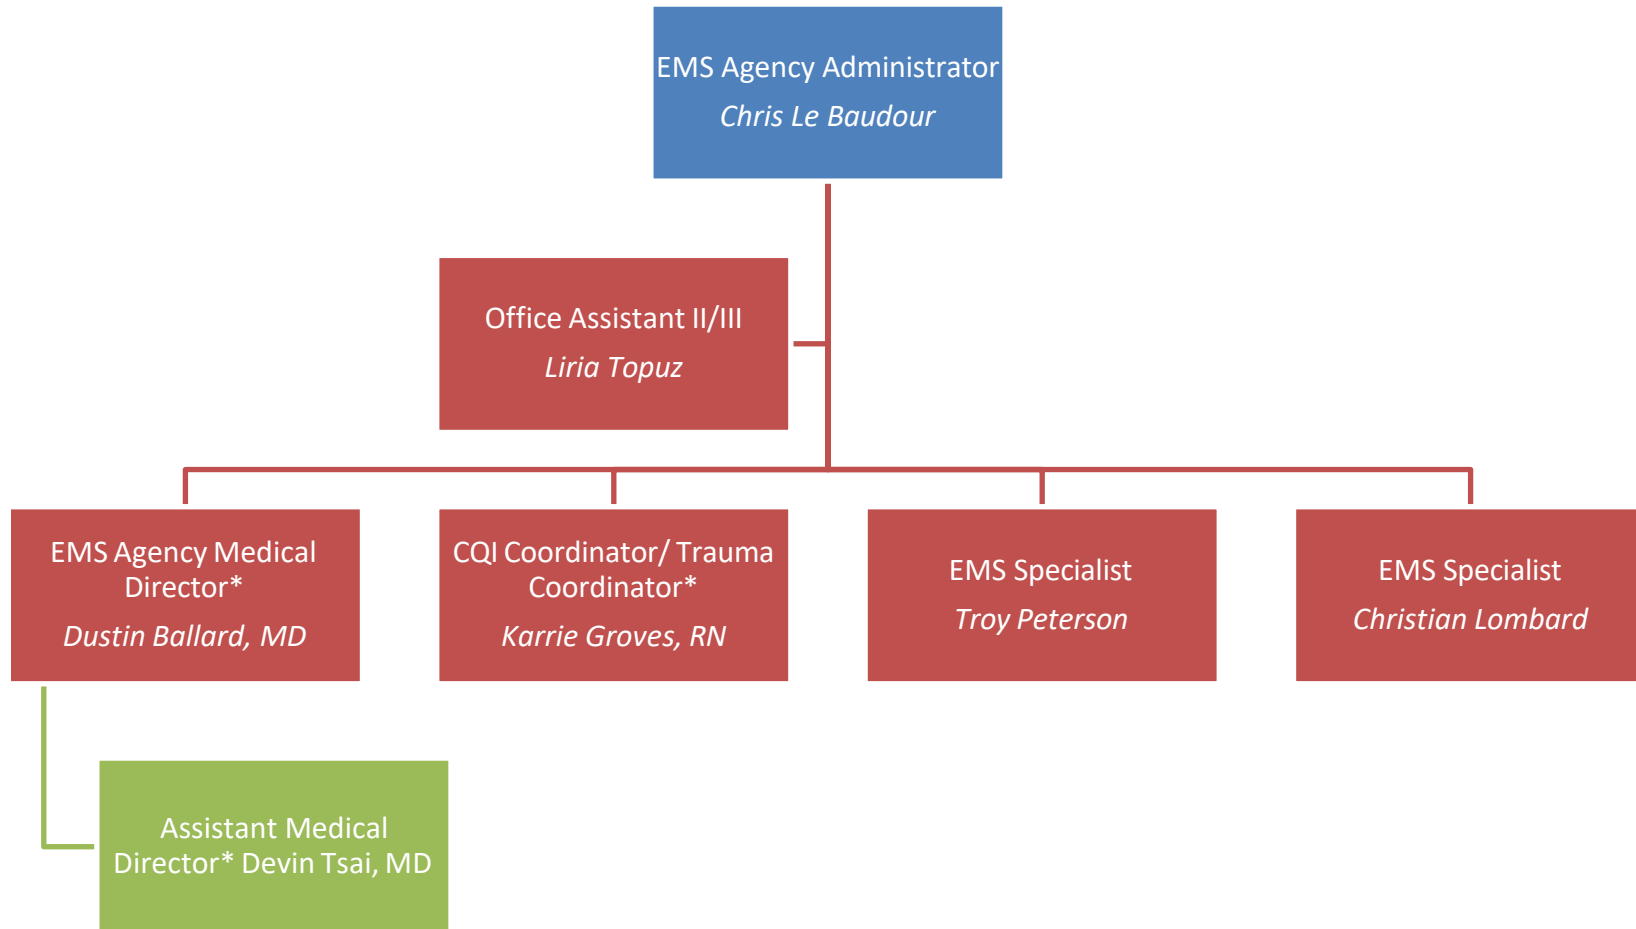 EMS Agency Administrator
Chris Le Baudour
Office Assistant II/III
Liria Topuz
EMS Agency Medical
Director*
Dustin Ballard, MD
CQI Coordinator/ Trauma
Coordinator*
Karrie Groves, RN
EMS Specialist
Troy Peterson
EMS Specialist
Christian Lombard
Assistant Medical
Director* Devin Tsai, MD